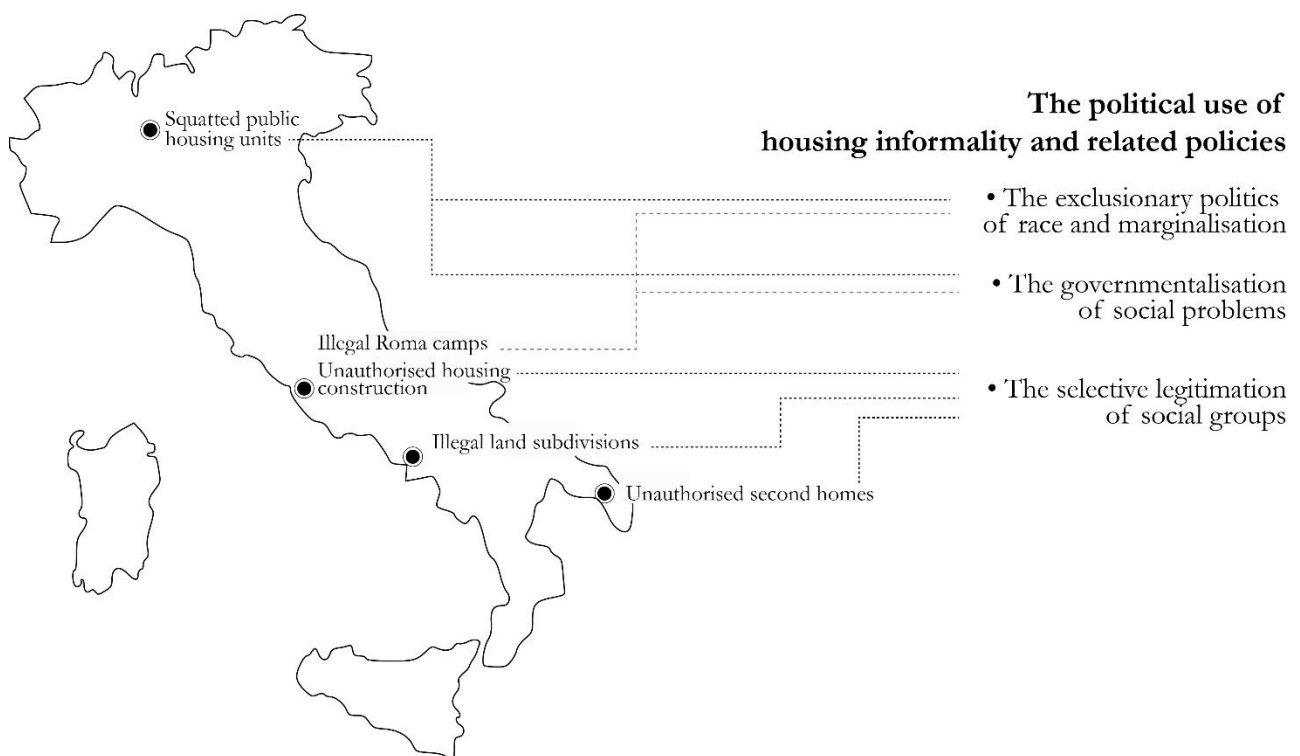 Squatted public
housing units
Illegal Roma camps
Unauthorised housing
construction
Illegal land subdivisions
Unauthorised second homes
The political use of
housing informality and related policies
• The exclusionary politics
of race and marginalisation
• The governmentalisation
of social problems
• The selective legitimation
of social groups